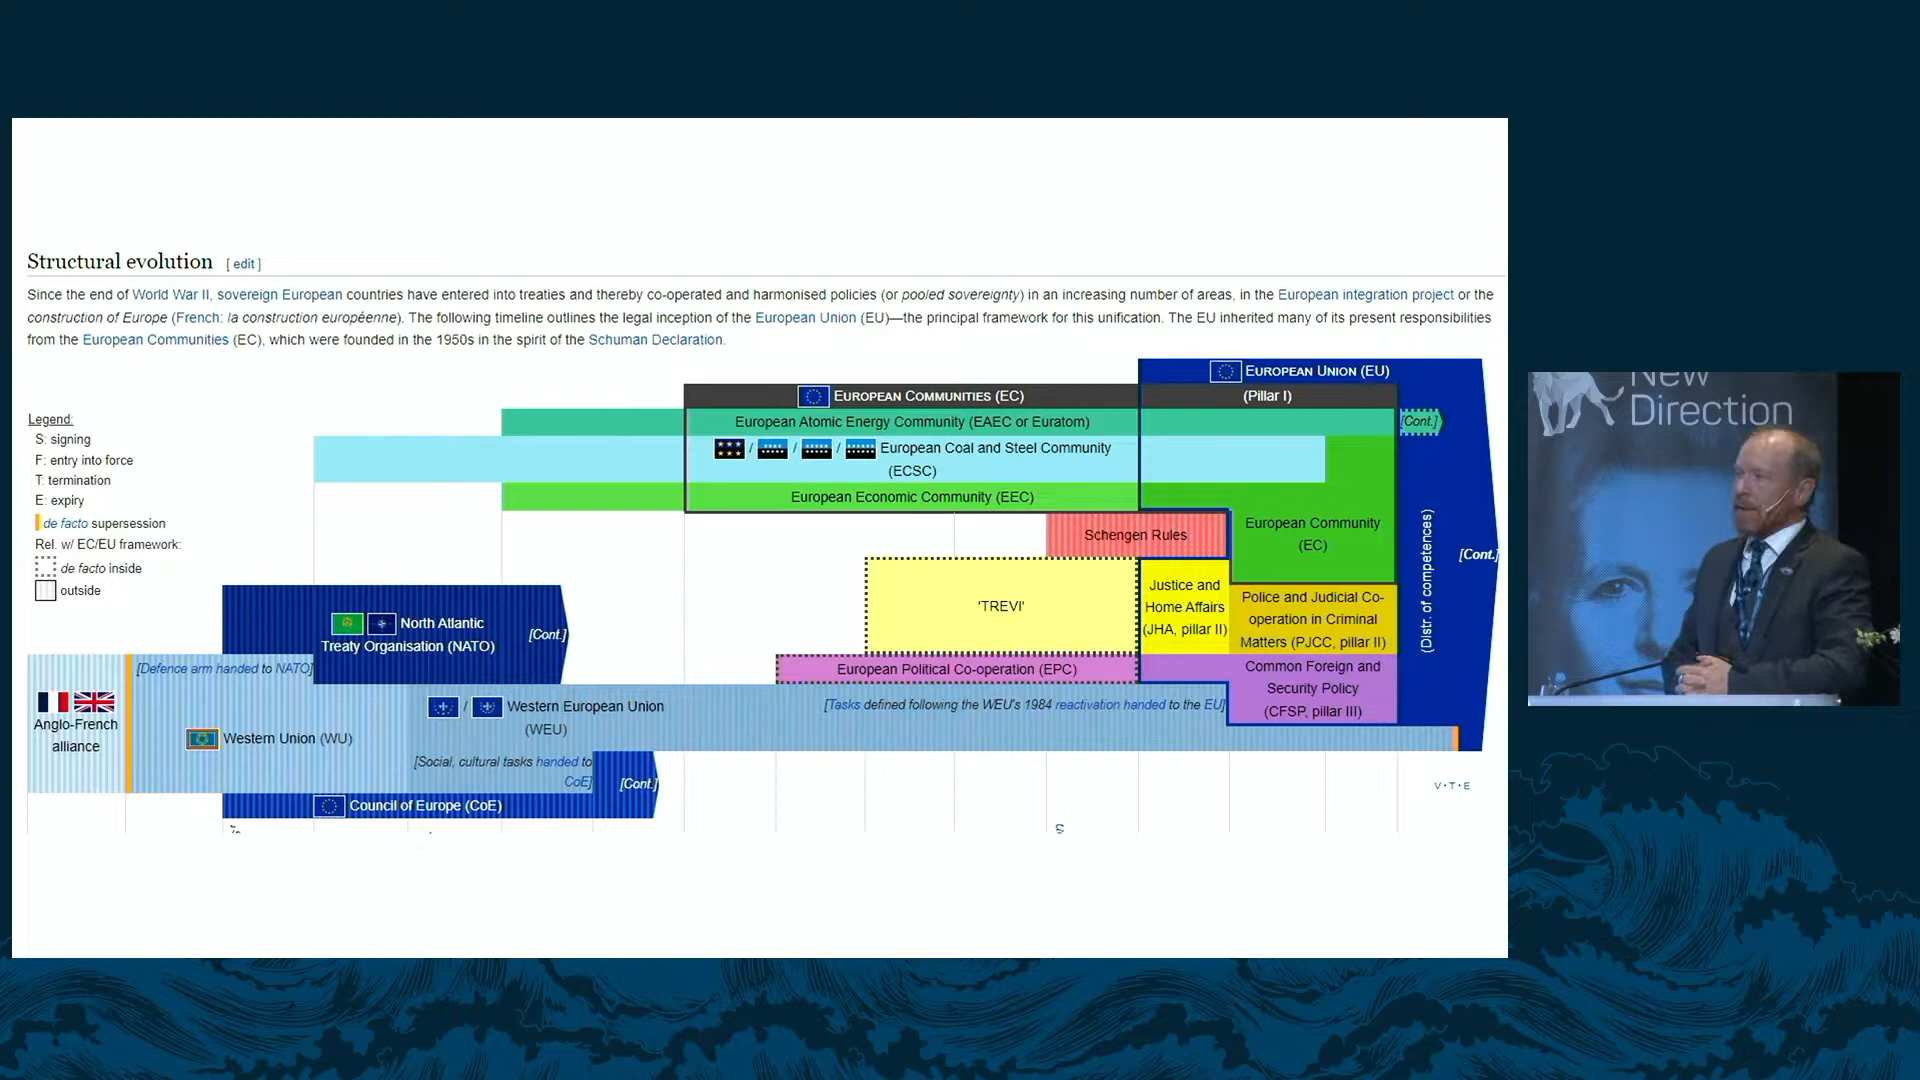 Structural evolution [ edit ]
Since the end of World War II, sovereign European countries have entered into treaties and thereby co-operated and harmonised policies (or pooled sovereignty) in an increasing number of areas, in the European integration project or the
construction of Europe (French: la construction européenne). The following timeline outlines the legal inception of the European Union (EU)—the principal framework for this unification. The EU inherited many of its present responsibilities
from the European Communities (EC), which were founded in the 1950s in the spirit of the Schuman Declaration.
Legend:
S: signing
F: entry into force
T: termination
E: expiry
de facto supersession
Rel. w/ EC/EU framework:
de facto inside
outside
EUROPEAN UNION (EU)
EUROPEAN COMMUNITIES (EC)
(Pillar I)
European Atomic Energy Community (EAEC or Euratom)
[Cont.]
/ / / European Coal and Steel Community
(ECSC)
European Economic Community (EEC)
Schengen Rules
European Community
(EC)
(Distr. of competences)
[Cont.]
'TREVI'
Justice and
Home Affairs
(JHA, pillar II)
Police and Judicial Co-
operation in Criminal
Matters (PJCC, pillar II)
North Atlantic
Treaty Organisation (NATO)
[Cont.]
[Defence arm handed to NATO]
European Political Co-operation (EPC)
Common Foreign and
Security Policy
(CFSP, pillar III)
Anglo-French
alliance
Western Union (WU)
/ Western European Union
(WEU)
[Tasks defined following the WEU's 1984 reactivation handed to the EU]
[Social, cultural tasks handed to
CoE]
[Cont.]
Council of Europe (CoE)
V·T·E
New
Direction